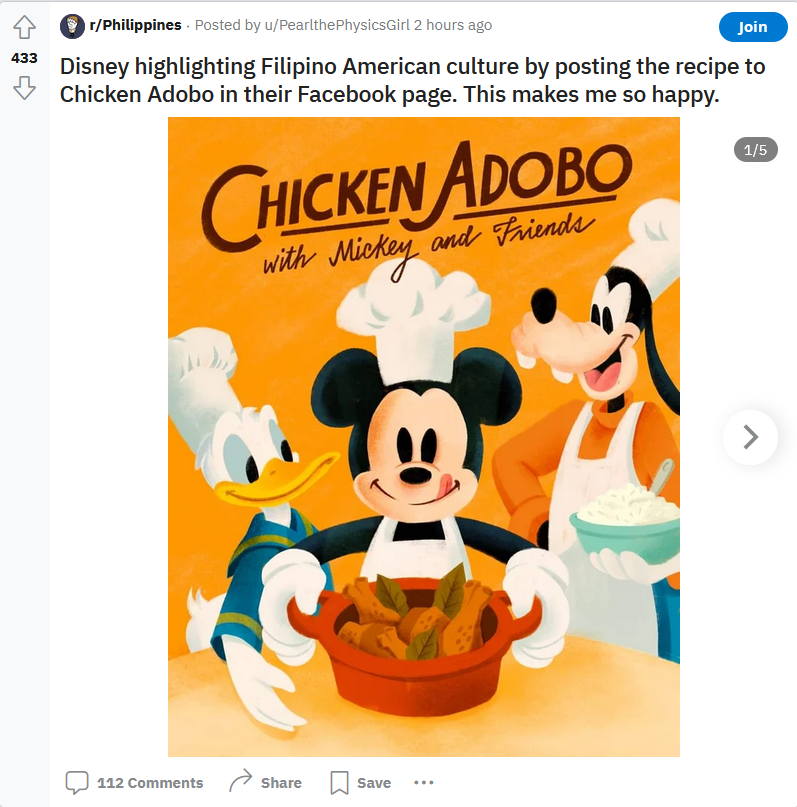 r/Philippines · Posted by u/PearlthePhysicsGirl 2 hours ago
Join
433
Disney highlighting Filipino American culture by posting the recipe to
Chicken Adobo in their Facebook page. This makes me so happy.
1/5
CHICKEN ADOBO
with Mickey and Friends
112 Comments
Share
Save